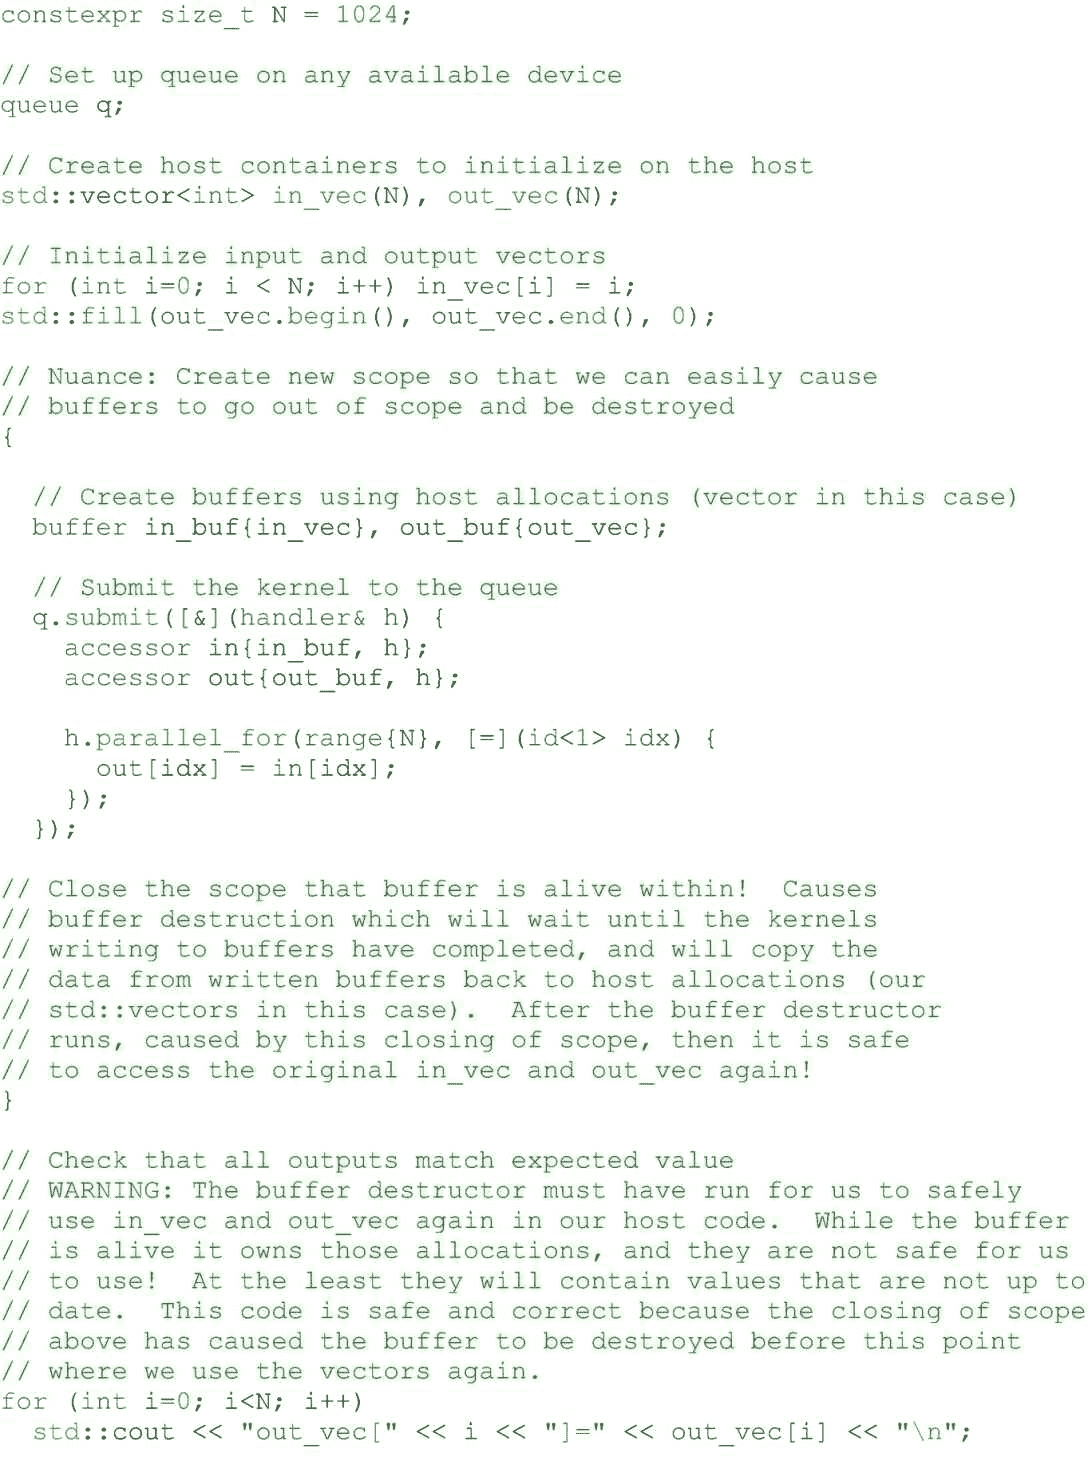 constexpr size_t N = 1024;
// Set up queue on any available device
queue q;
// Create host containers to initialize on the host
std::vector<int> in_vec(N), out_vec(N);
// Initialize input and output vectors
for (int i=0; i < N; i++) in_vec[i] = i;
std::fill(out_vec.begin(), out_vec.end(), 0);
// Nuance: Create new scope so that we can easily cause
// buffers to go out of scope and be destroyed
{
// Create buffers using host allocations (vector in this case)
buffer in_buf{in_vec}, out_buf{out_vec};
// Submit the kernel to the queue
q.submit([&](handler& h) {
accessor in{in_buf, h};
accessor out{out_buf, h};
h.parallel_for(range{N}, [=](id<1> idx) {
out[idx] = in[idx];
});
});
// Close the scope that buffer is alive within!  Causes
// buffer destruction which will wait until the kernels
// writing to buffers have completed, and will copy the
// data from written buffers back to host allocations (our
// std::vectors in this case).  After the buffer destructor
// runs, caused by this closing of scope, then it is safe
// to access the original in_vec and out_vec again!
}
// Check that all outputs match expected value
// WARNING: The buffer destructor must have run for us to safely
// use in_vec and out_vec again in our host code.  While the buffer
// is alive it owns those allocations, and they are not safe for us
// to use!  At the least they will contain values that are not up to
// date.  This code is safe and correct because the closing of scope
// above has caused the buffer to be destroyed before this point
// where we use the vectors again.
for (int i=0; i<N; i++)
std::cout << "out_vec[" << i << "]=" << out_vec[i] << "\n";